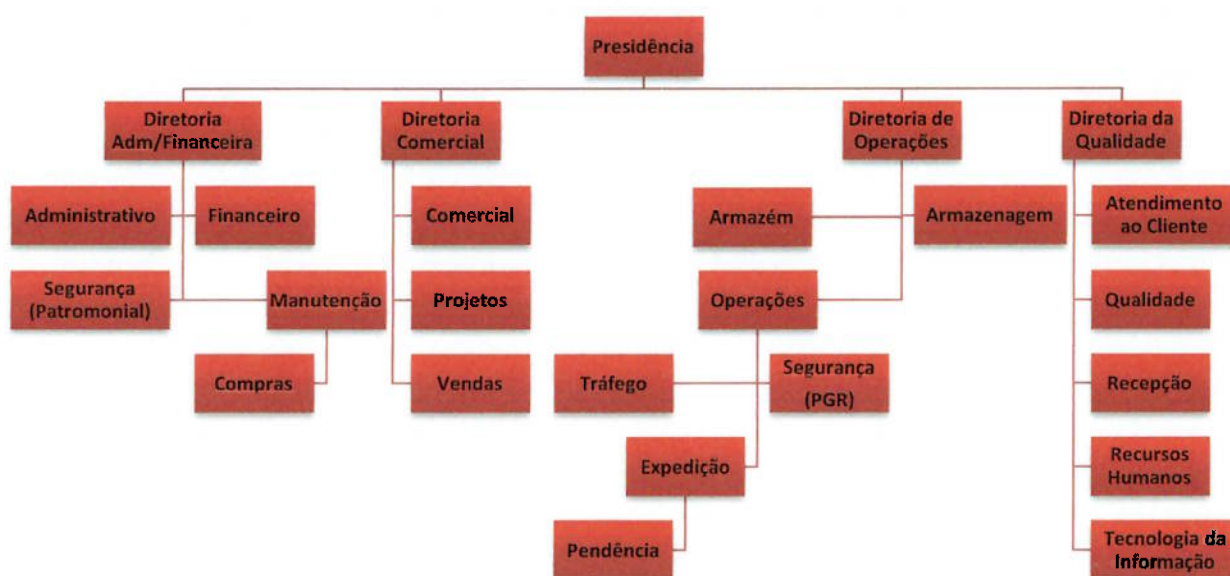 Presidência
Diretoria
Adm/Financeira
Diretoria
Comercial
Diretoria de
Operações
Diretoria da
Qualidade
Administrativo
Financeiro
Comercial
Armazém
Armazenagem
Atendimento
ao Cliente
Segurança
(Patromonial)
Manutenção
Projetos
Operações
Qualidade
Compras
Vendas
Tráfego
Segurança
(PGR)
Recepção
Expedição
Recursos
Humanos
Pendência
Tecnologia da
Informação